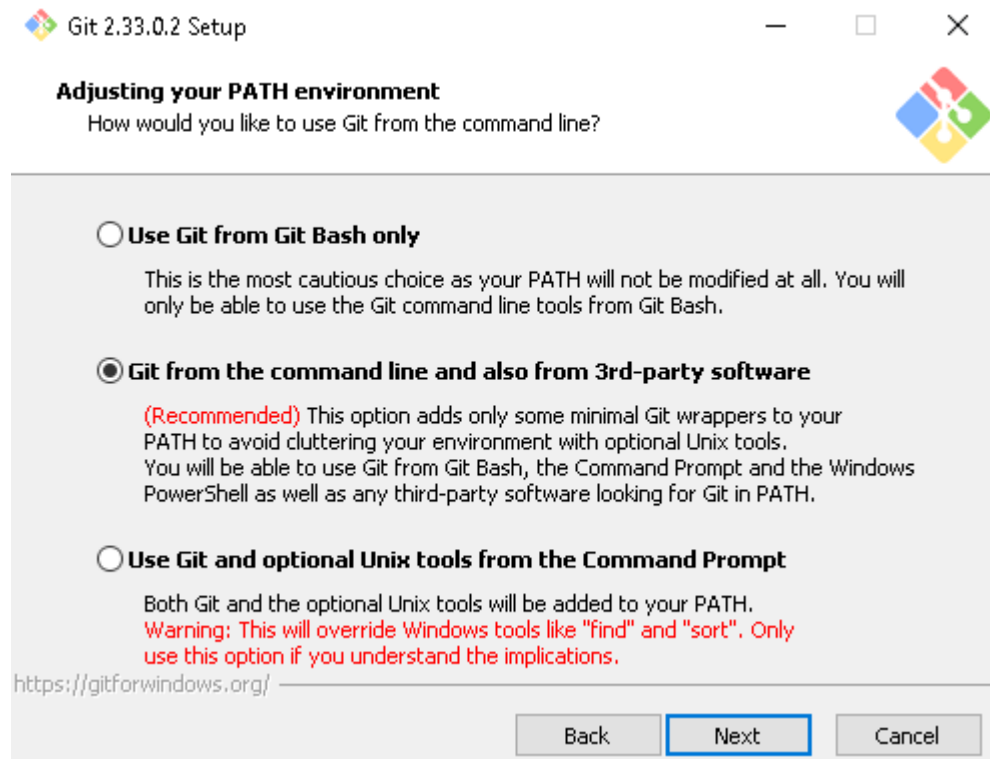 Git 2.33.0.2 Setup
Adjusting your PATH environment
How would you like to use Git from the command line?
Use Git from Git Bash only
This is the most cautious choice as your PATH will not be modified at all. You will
only be able to use the Git command line tools from Git Bash.
Git from the command line and also from 3rd-party software
(Recommended) This option adds only some minimal Git wrappers to your
PATH to avoid cluttering your environment with optional Unix tools.
You will be able to use Git from Git Bash, the Command Prompt and the Windows
PowerShell as well as any third-party software looking for Git in PATH.
Use Git and optional Unix tools from the Command Prompt
Both Git and the optional Unix tools will be added to your PATH.
Warning: This will override Windows tools like "find" and "sort". Only
use this option if you understand the implications.
https://gitforwindows.org/
Back Next Cancel